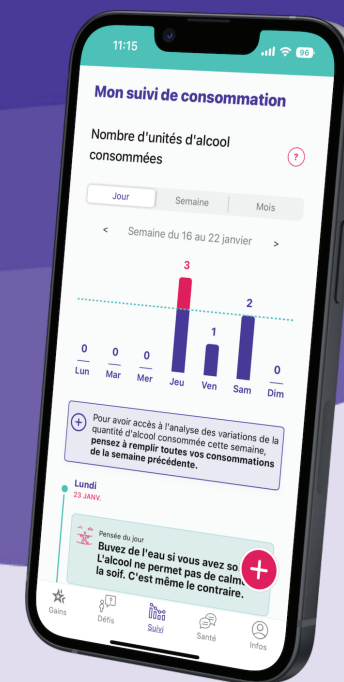 11:15
96
Mon suivi de consommation
Nombre d'unités d'alcool
consommées
?
Jour Semaine Mois
< Semaine du 16 au 22 janvier >
3
2
1
0 0 0 0
Lun Mar Mer Jeu Ven Sam Dim
Pour avoir accès à l'analyse des variations de la
quantité d'alcool consommée cette semaine,
pensez à remplir toutes vos consommations
de la semaine précédente.
Lundi
23 JANV.
Pensée du jour
Buvez de l'eau si vous avez so
L'alcool ne permet pas de calm
la soif. C'est même le contraire.
Gains Défis Suivi Santé Infos